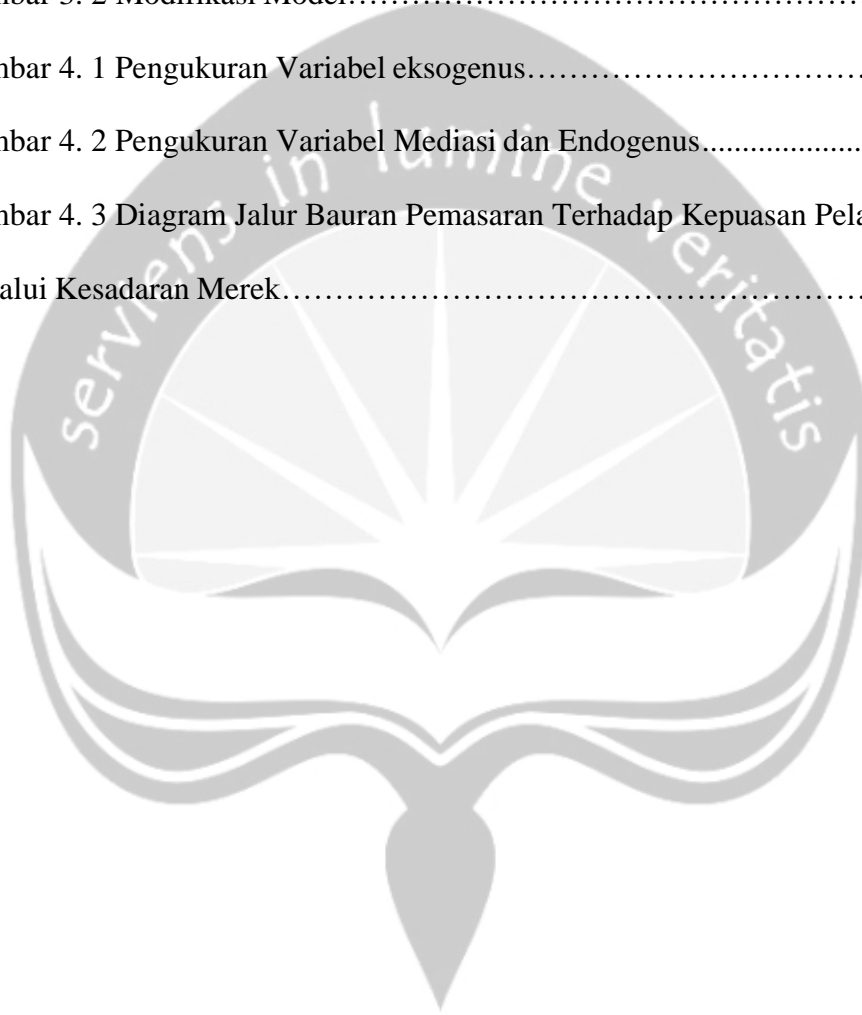 mbar 3. 2 Modifikasi Model……………………………………………………
mbar 4. 1 Pengukuran Variabel eksogenus…………………………
mbar 4. 2 Pengukuran Variabel Mediasi dan Endogenus.....................
mbar 4. 3 Diagram Jalur Bauran Pemasaran Terhadap Kepuasan Pela
alui Kesadaran Merek……………………………………………………
serviens in lumine veritatis